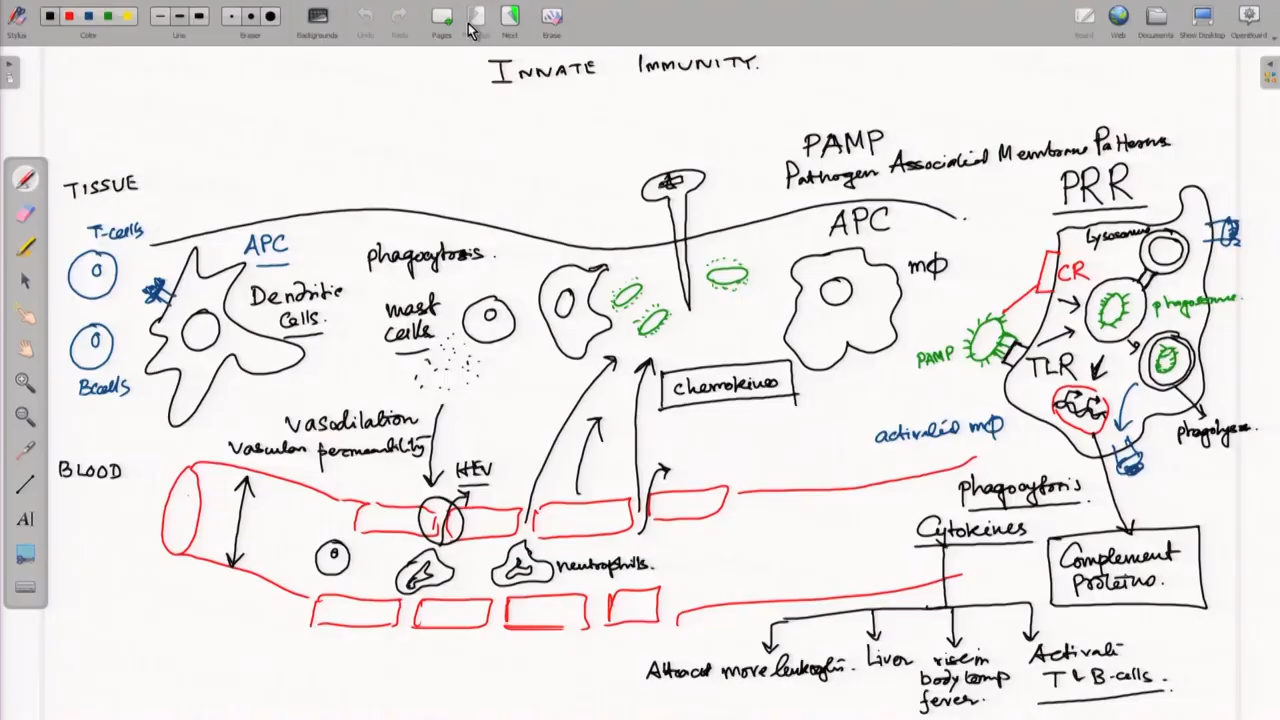 Stylus
Color
Line
Eraser
Backgrounds
Undo
Redo
Pages
Next
Erase
Board
Web
Documents
Show Desktop
OpenBoard
INNATE IMMUNITY.
PAMP
Pathogen Associated Membrane Patterns
PRR
TISSUE
T-cells
APC
phagocytosis.
APC
Lysosome
Dendritic
cells.
mast
cells
mΦ
CR
phagosome.
PAMP
TLR
B cells
chemokines
vasodilation
vascular permeability
activated mΦ
BLOOD
HEV
phagocytosis.
Cytokines
neutrophils.
Complement
proteins.
Attract more
Liver
rise in
body temp
fever.
T & B-cells.